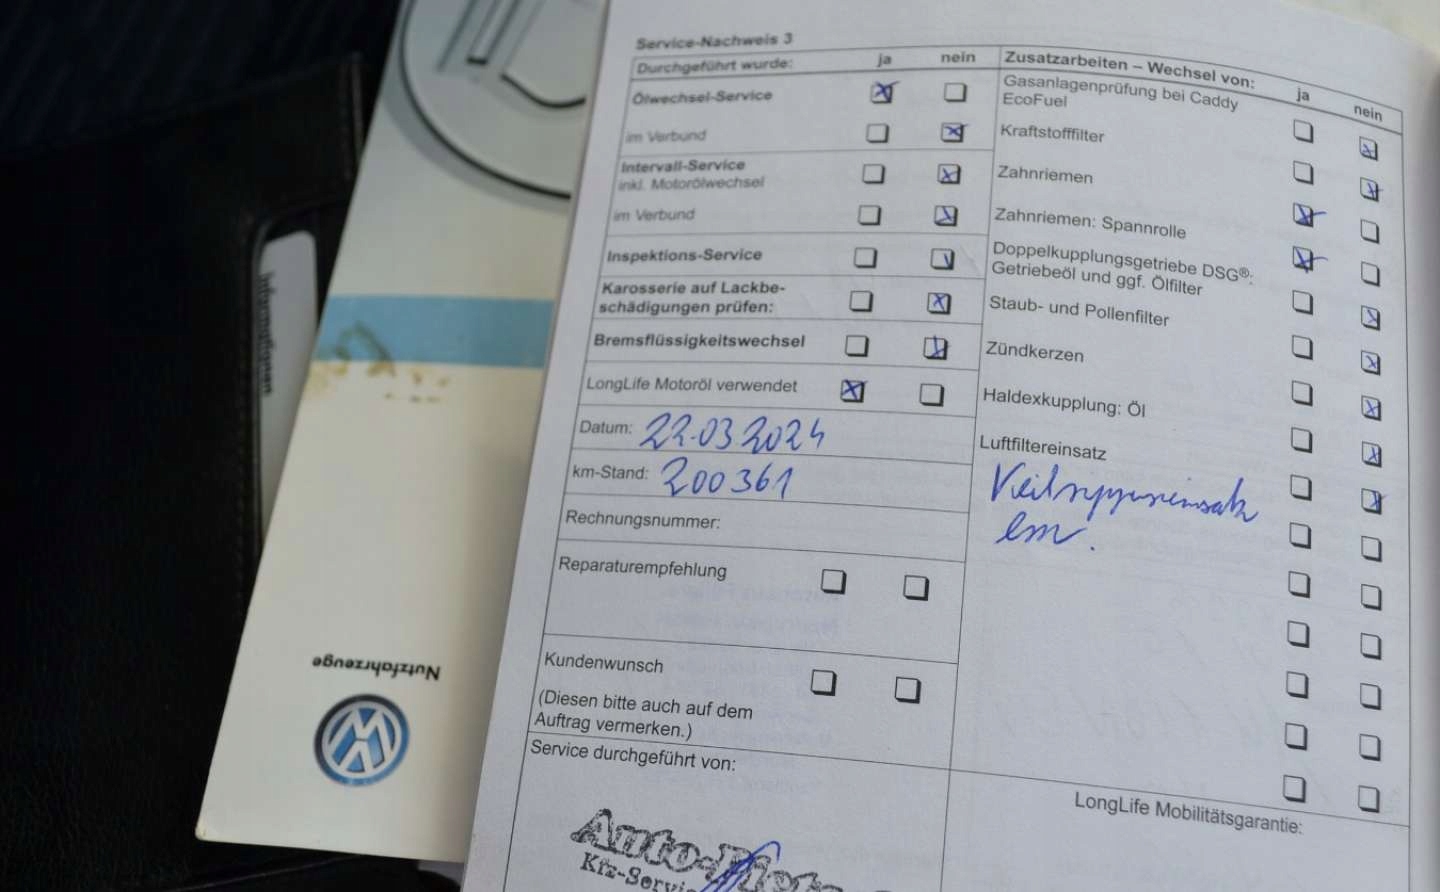 Service-Nachweis 3
Durchgeführt wurde: ja nein
Ölwechsel-Service
im Verbund
Intervall-Service
inkl. Motorölwechsel
im Verbund
Inspektions-Service
Karosserie auf Lackbe-
schädigungen prüfen:
Bremsflüssigkeitswechsel
LongLife Motoröl verwendet
Datum: 22.03 2024
km-Stand: 200361
Rechnungsnummer:
Reparaturempfehlung
Kundenwunsch
(Diesen bitte auch auf dem
Auftrag vermerken.)
Service durchgeführt von:
Kfz-Servi
Zusatzarbeiten – Wechsel von: ja nein
Gasanlagenprüfung bei Caddy
EcoFuel
Kraftstofffilter
Zahnriemen
Zahnriemen: Spannrolle
Doppelkupplungsgetriebe DSG®:
Getriebeöl und ggf. Ölfilter
Staub- und Pollenfilter
Zündkerzen
Haldexkupplung: Öl
Luftfiltereinsatz
LongLife Mobilitätsgarantie:
Informationen
Nutzfahrzeuge
VW